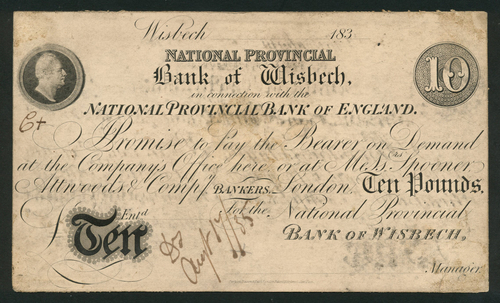 Wisbech 183
NATIONAL PROVINCIAL
Bank of Wisbech,
in connection with the
NATIONAL PROVINCIAL BANK OF ENGLAND.
10
I Promise to Pay the Bearer on Demand
at the Company's Office here, or at Mess.rs Spooner
Attwoods & Comp.y BANKERS, London, Ten Pounds.
For the National Provincial
BANK OF WISBECH,
Ent.d
£Ten
Manager